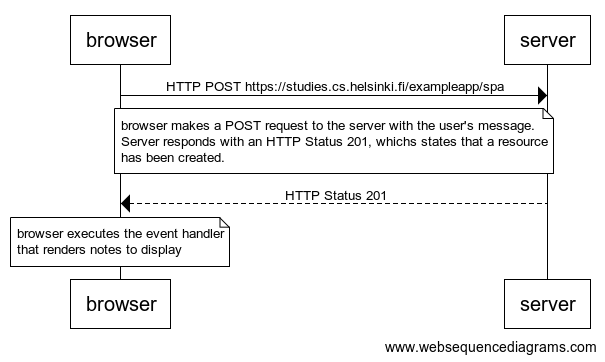 browser server
HTTP POST https://studies.cs.helsinki.fi/exampleapp/spa
browser makes a POST request to the server with the user's message.
Server responds with an HTTP Status 201, whichs states that a resource
has been created.
HTTP Status 201
browser executes the event handler
that renders notes to display
browser server
www.websequencediagrams.com